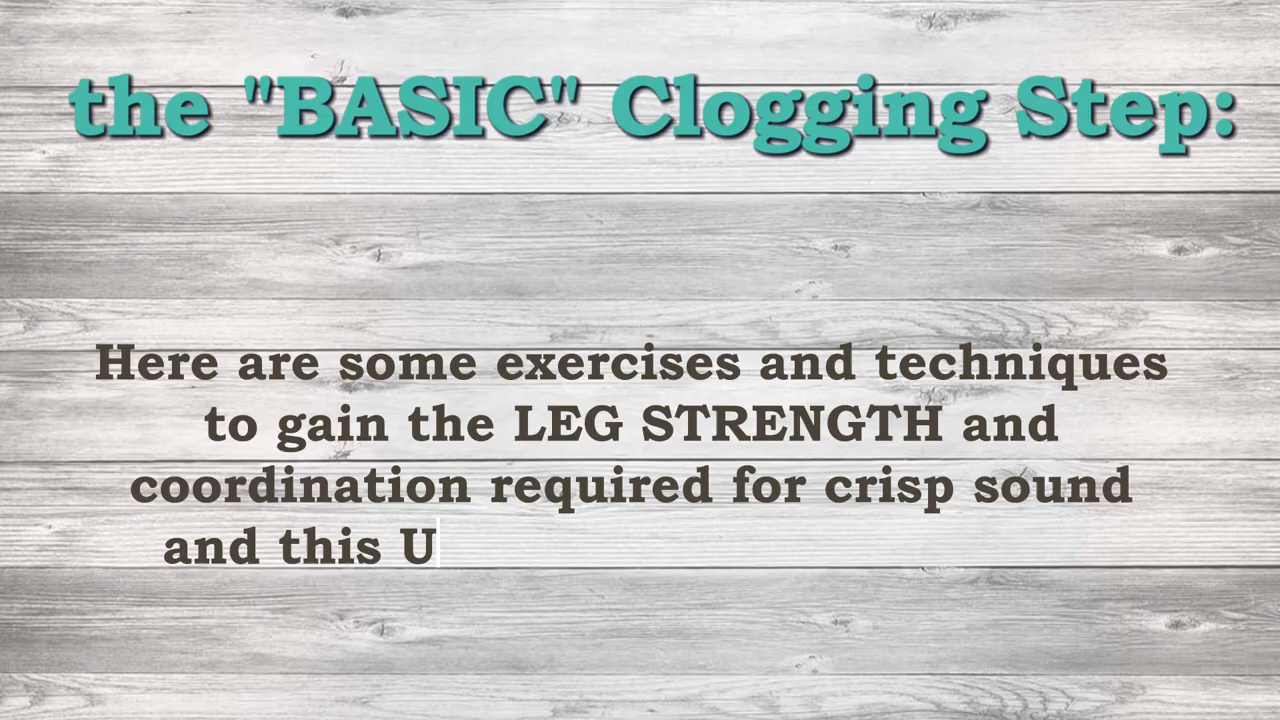 the "BASIC" Clogging Step:
Here are some exercises and techniques
to gain the LEG STRENGTH and
coordination required for crisp sound
and this U